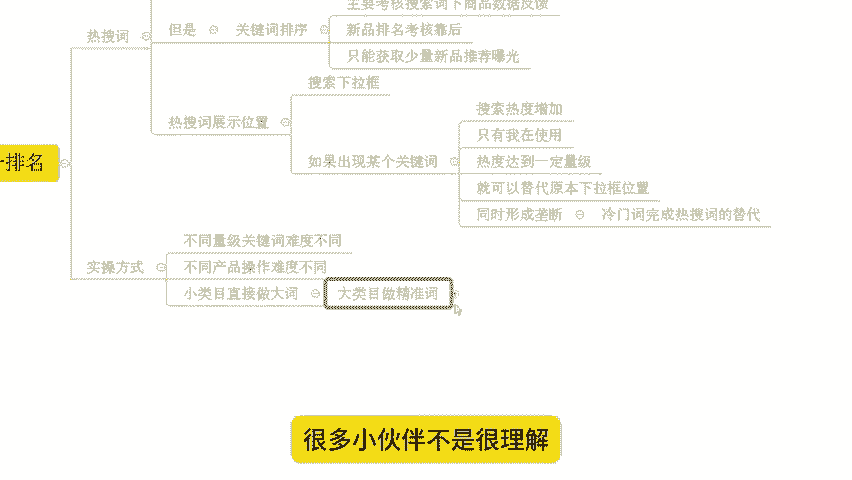 主要考核搜索词下商品数据反馈
热搜词
但是
关键词排序
新品排名考核靠后
只能获取少量新品推荐曝光
搜索下拉框
热搜词展示位置
搜索热度增加
只有我在使用
排名
如果出现某个关键词
热度达到一定量级
就可以替代原本下拉框位置
同时形成垄断
冷门词完成热搜词的替代
不同量级关键词难度不同
实操方式
不同产品操作难度不同
小类目直接做大词
大类目做精准词
很多小伙伴不是很理解